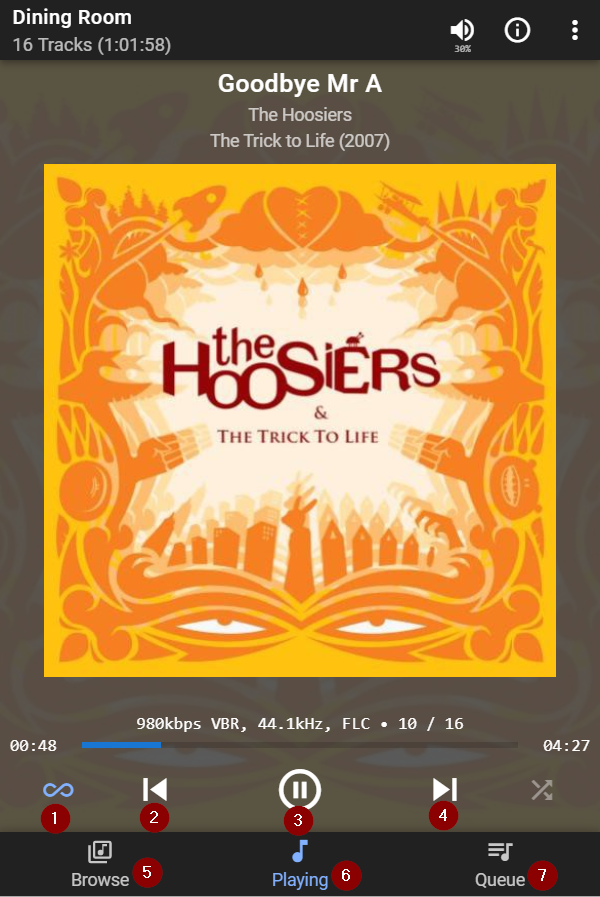 Dining Room
16 Tracks (1:01:58)
30%
Goodbye Mr A
The Hoosiers
The Trick to Life (2007)
the
HOOSiERS
&
THE TRICK TO LIFE
980kbps VBR, 44.1kHz, FLC • 10 / 16
00:48
04:27
1
2
3
4
Browse 5
Playing 6
Queue 7